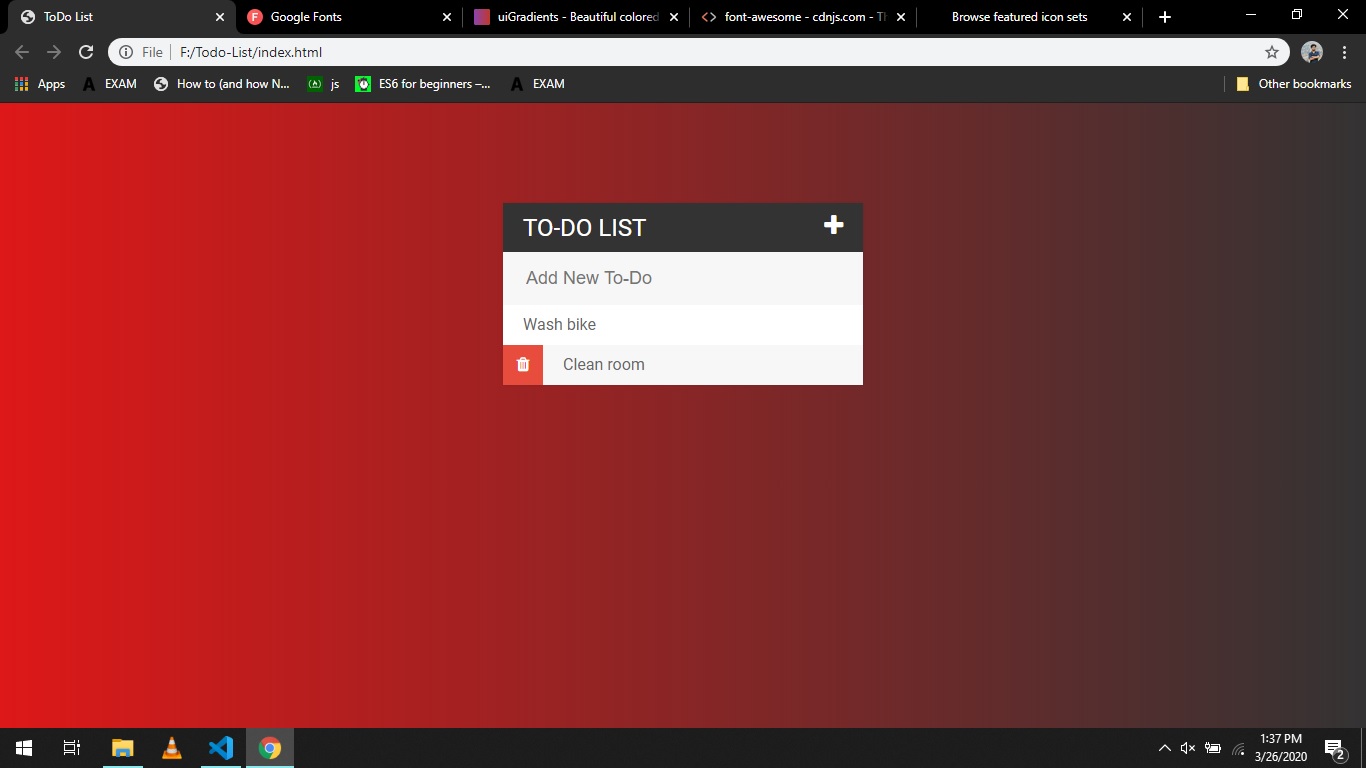 ToDo List
Google Fonts
uiGradients - Beautiful colored
font-awesome - cdnjs.com - Th
Browse featured icon sets
File
F:/Todo-List/index.html
Apps
A EXAM
How to (and how N...
js
ES6 for beginners –...
A EXAM
Other bookmarks
TO-DO LIST
Add New To-Do
Wash bike
Clean room
1:37 PM
3/26/2020
2